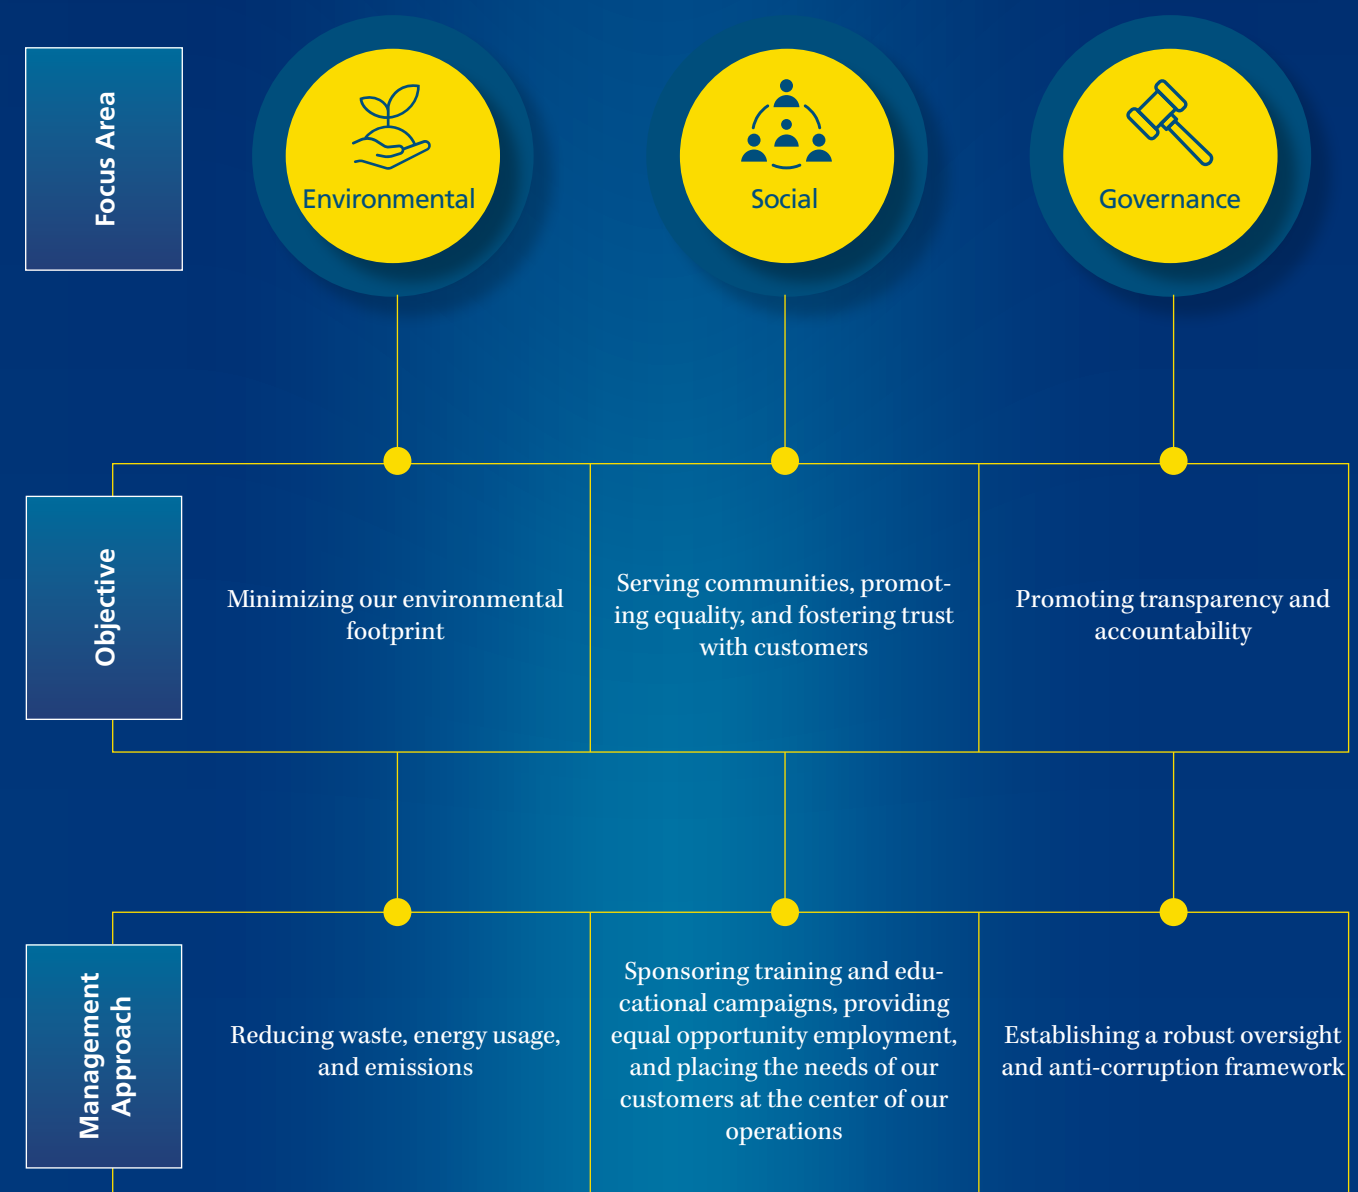 Focus Area
Environmental
Social
Governance
Objective
Minimizing our environmental
footprint
Serving communities, promot-
ing equality, and fostering trust
with customers
Promoting transparency and
accountability
Management
Approach
Reducing waste, energy usage,
and emissions
Sponsoring training and edu-
cational campaigns, providing
equal opportunity employment,
and placing the needs of our
customers at the center of our
operations
Establishing a robust oversight
and anti-corruption framework